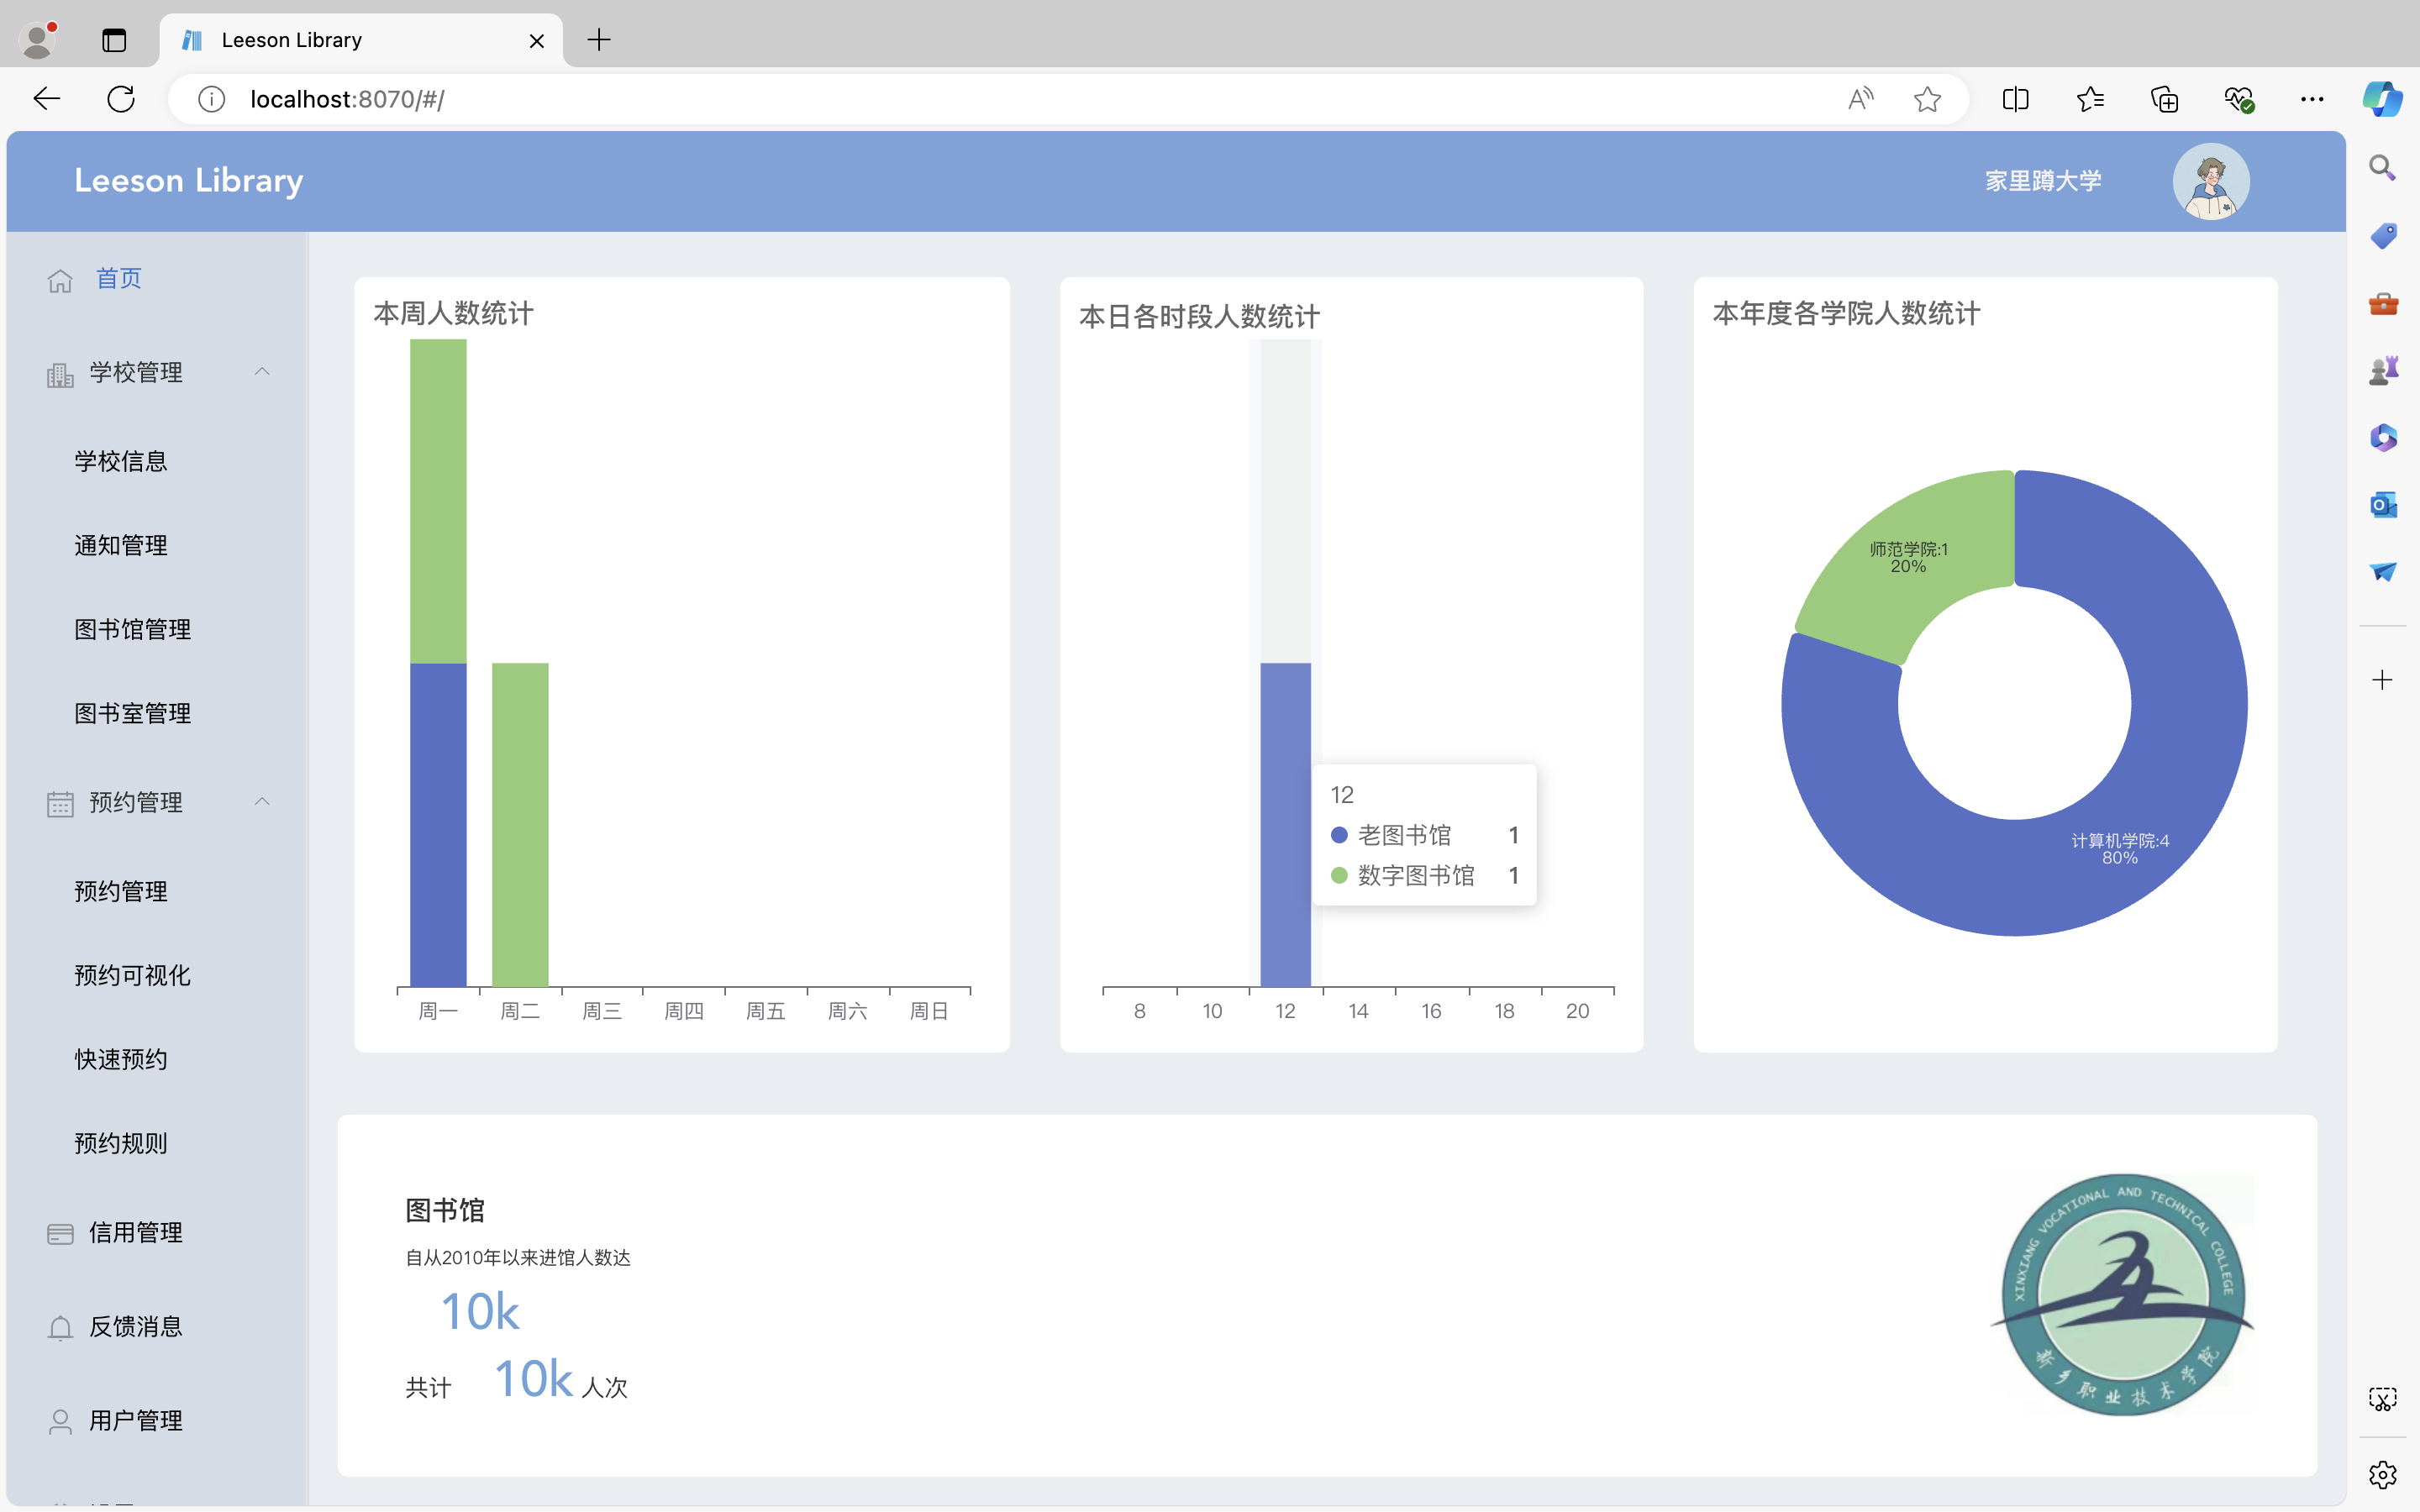 Leeson Library
localhost:8070/#/
Leeson Library
家里蹲大学
首页
学校管理
学校信息
通知管理
图书馆管理
图书室管理
预约管理
预约管理
预约可视化
快速预约
预约规则
信用管理
反馈消息
用户管理
本周人数统计
周一 周二 周三 周四 周五 周六 周日
本日各时段人数统计
12
老图书馆 1
数字图书馆 1
8 10 12 14 16 18 20
本年度各学院人数统计
师范学院:1
20%
计算机学院:4
80%
图书馆
自从2010年以来进馆人数达
10k
共计 10k 人次
XINXIANG VOCATIONAL AND TECHNICAL COLLEGE
新乡职业技术学院